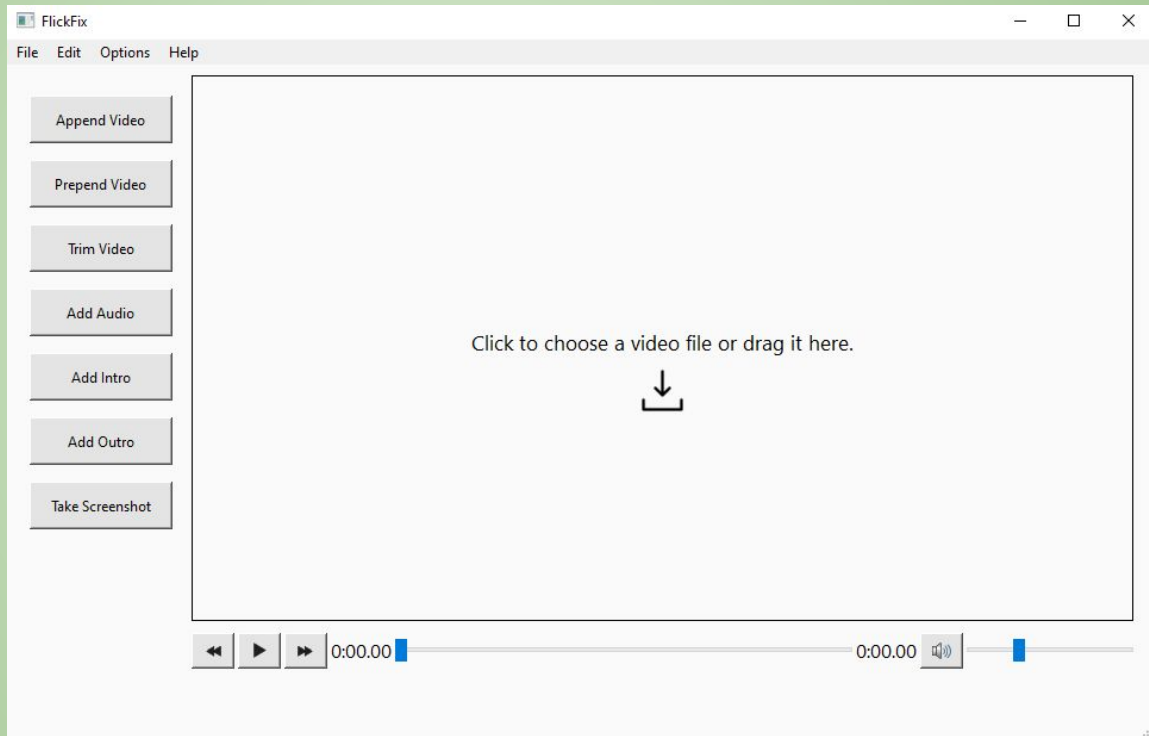 FlickFix
File Edit Options Help
Append Video
Prepend Video
Trim Video
Add Audio
Add Intro
Add Outro
Take Screenshot
Click to choose a video file or drag it here.
0:00.00 0:00.00